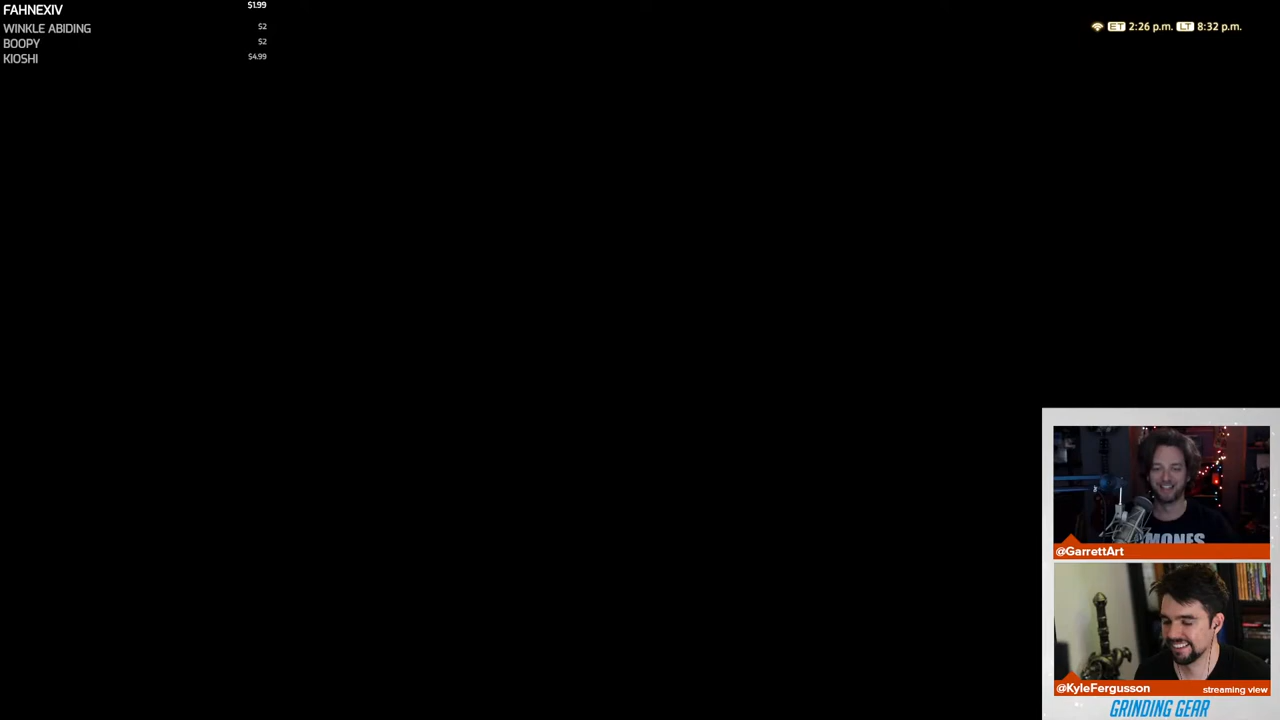 FAHNEXIV $1.99
WINKLE ABIDING $2
BOOPY $2
KIOSHI $4.99
ET 2:26 p.m. LT 8:32 p.m.
MONES
@GarrettArt
@KyleFergusson streaming view
GRINDING GEAR